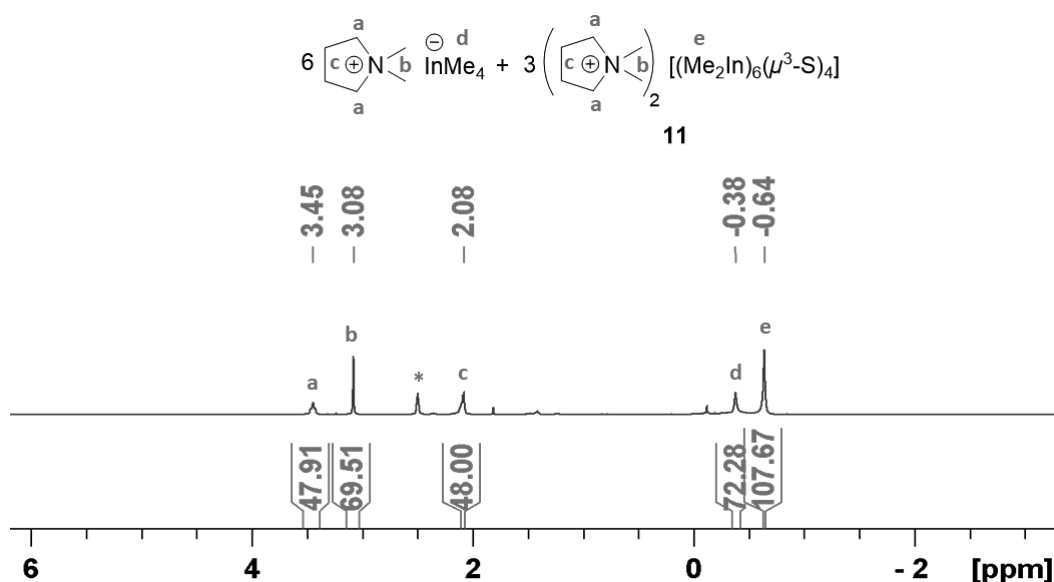 a a
⊖ d e
6 c ⊕ N b InMe₄ + 3 ( c ⊕ N b )₂ [(Me₂In)₆(μ³-S)₄]
a a
11
3.45 3.08 2.08 -0.38 -0.64
a b * c d e
47.91 69.51 48.00 72.28 107.67
6 4 2 0 - 2 [ppm]